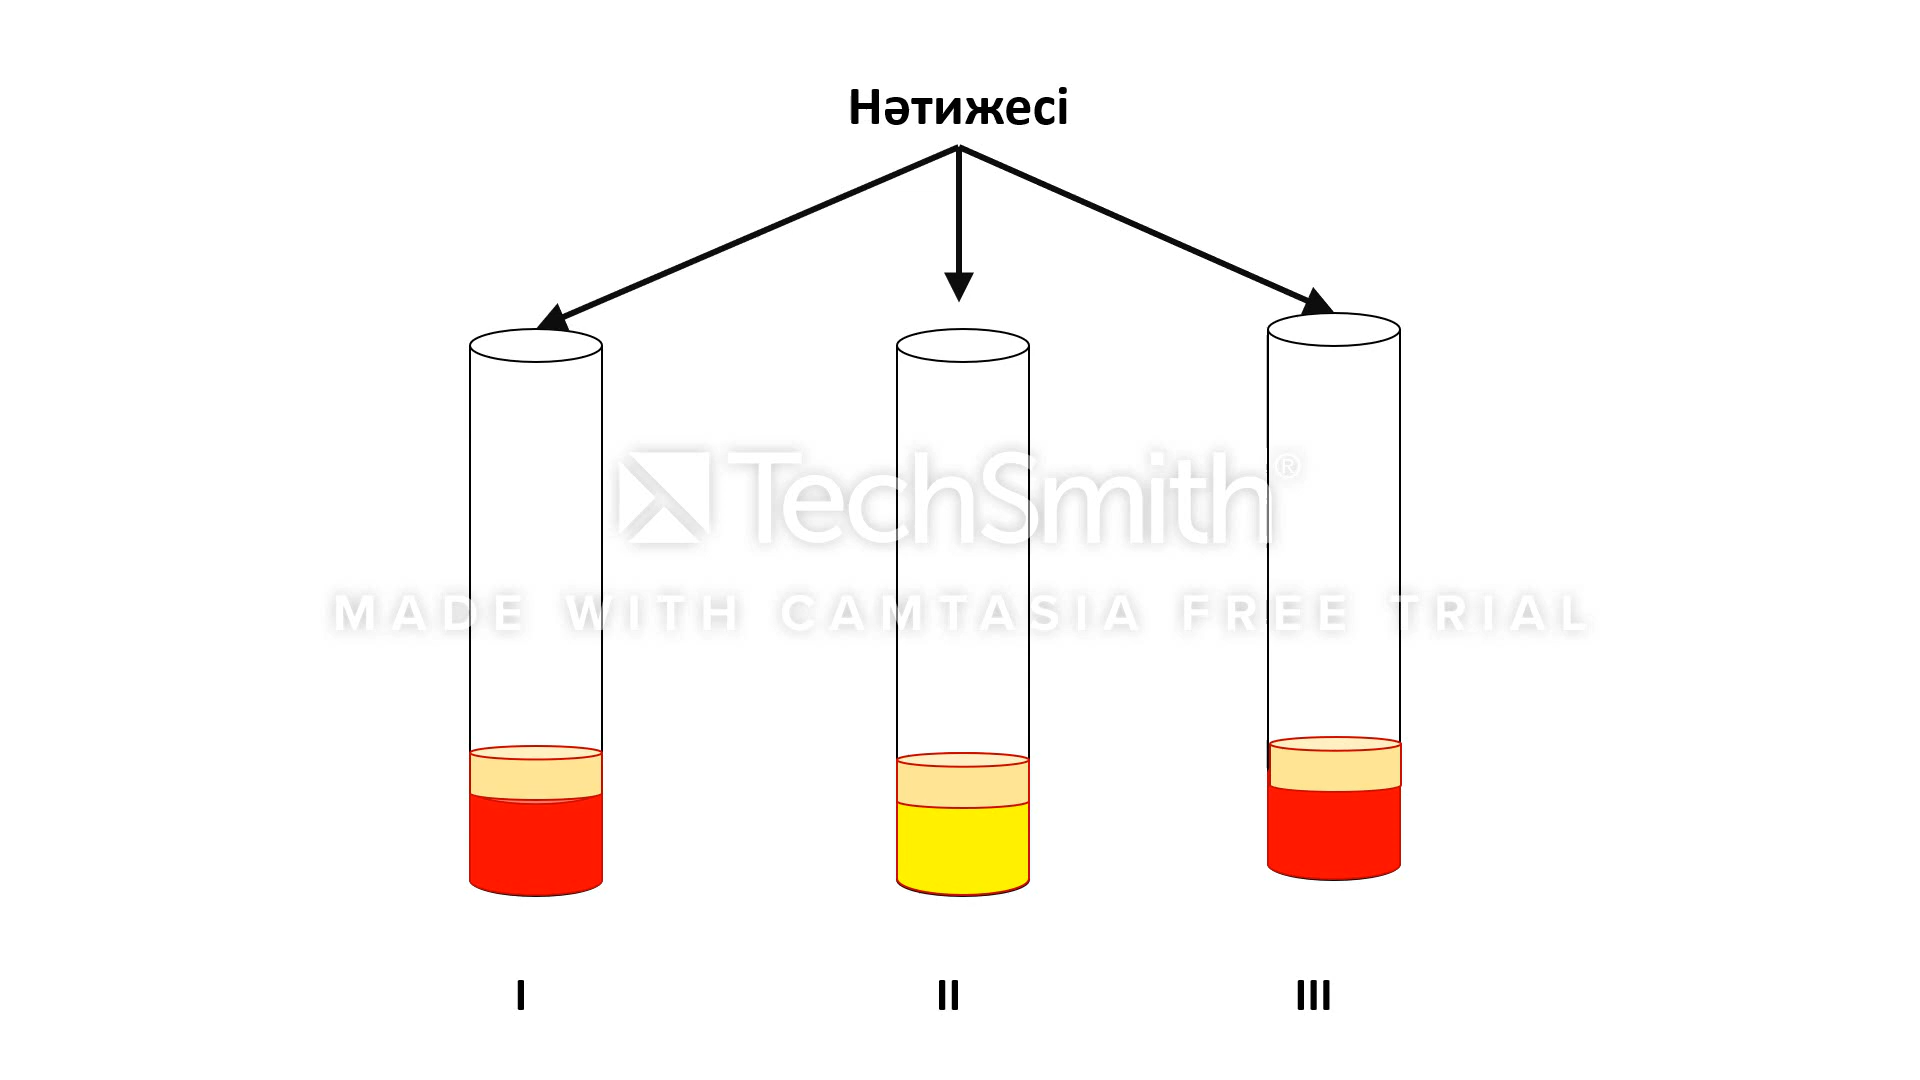 Нәтижесі
TechSmith®
MADE WITH CAMTASIA FREE TRIAL
I II III